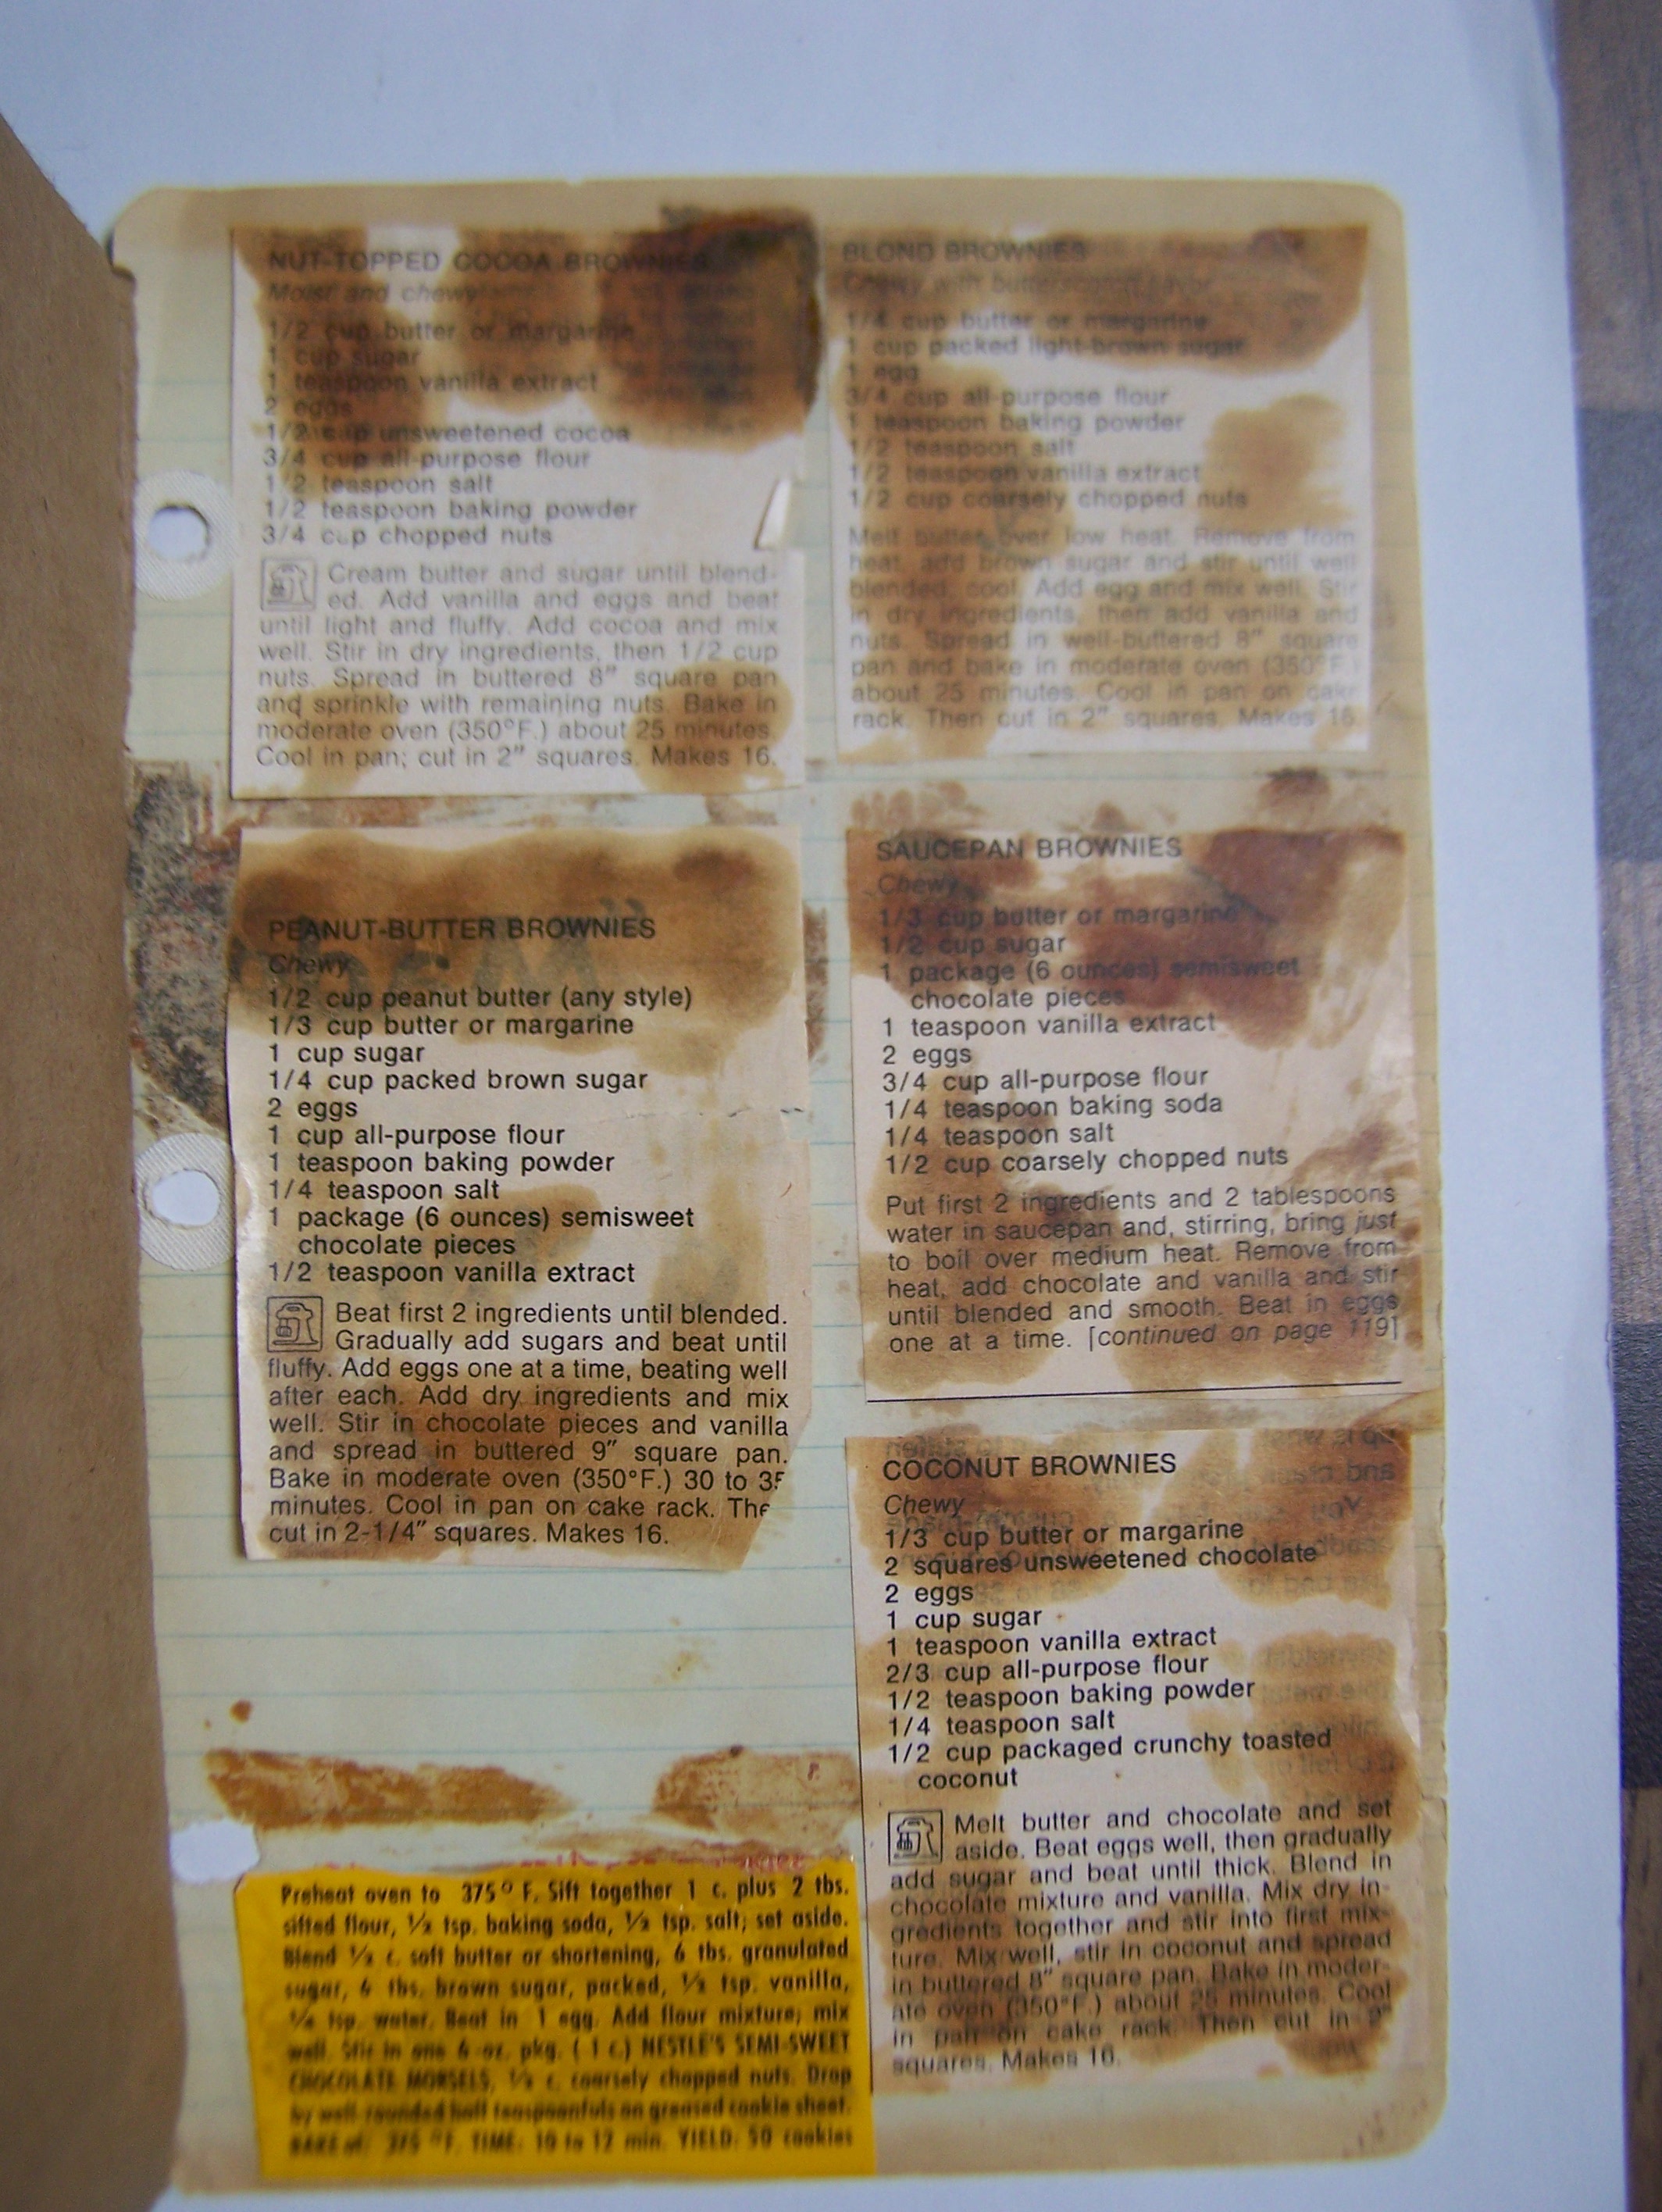 NUT-TOPPED COCOA BROWNIES
Moist and chewy
1/2 cup butter or margarine
1 cup sugar
1 teaspoon vanilla extract
2 eggs
1/2 cup unsweetened cocoa
3/4 cup all-purpose flour
1/2 teaspoon salt
1/2 teaspoon baking powder
3/4 cup chopped nuts
Cream butter and sugar until blend-
ed. Add vanilla and eggs and beat
until light and fluffy. Add cocoa and mix
well. Stir in dry ingredients, then 1/2 cup
nuts. Spread in buttered 8" square pan
and sprinkle with remaining nuts. Bake in
moderate oven (350°F.) about 25 minutes.
Cool in pan; cut in 2" squares. Makes 16.
BLOND BROWNIES
Chewy with butterscotch flavor
1/4 cup butter or margarine
1 cup packed light-brown sugar
1 egg
3/4 cup all-purpose flour
1 teaspoon baking powder
1/2 teaspoon salt
1/2 teaspoon vanilla extract
1/2 cup coarsely chopped nuts
Melt butter over low heat. Remove from
heat, add brown sugar and stir until well
blended; cool. Add egg and mix well. Stir
in dry ingredients, then add vanilla and
nuts. Spread in well-buttered 8" square
pan and bake in moderate oven (350°F.)
about 25 minutes. Cool in pan on cake
rack. Then cut in 2" squares. Makes 16.
PEANUT-BUTTER BROWNIES
Chewy
1/2 cup peanut butter (any style)
1/3 cup butter or margarine
1 cup sugar
1/4 cup packed brown sugar
2 eggs
1 cup all-purpose flour
1 teaspoon baking powder
1/4 teaspoon salt
1 package (6 ounces) semisweet
chocolate pieces
1/2 teaspoon vanilla extract
Beat first 2 ingredients until blended.
Gradually add sugars and beat until
fluffy. Add eggs one at a time, beating well
after each. Add dry ingredients and mix
well. Stir in chocolate pieces and vanilla
and spread in buttered 9" square pan.
Bake in moderate oven (350°F.) 30 to 35
minutes. Cool in pan on cake rack. The
cut in 2-1/4" squares. Makes 16.
SAUCEPAN BROWNIES
Chewy
1/3 cup butter or margarine
1/2 cup sugar
1 package (6 ounces) semisweet
chocolate pieces
1 teaspoon vanilla extract
2 eggs
3/4 cup all-purpose flour
1/4 teaspoon baking soda
1/4 teaspoon salt
1/2 cup coarsely chopped nuts
Put first 2 ingredients and 2 tablespoons
water in saucepan and, stirring, bring just
to boil over medium heat. Remove from
heat, add chocolate and vanilla and stir
until blended and smooth. Beat in eggs
one at a time. [continued on page 119]
COCONUT BROWNIES
Chewy
1/3 cup butter or margarine
2 squares unsweetened chocolate
2 eggs
1 cup sugar
1 teaspoon vanilla extract
2/3 cup all-purpose flour
1/2 teaspoon baking powder
1/4 teaspoon salt
1/2 cup packaged crunchy toasted
coconut
Melt butter and chocolate and set
aside. Beat eggs well, then gradually
add sugar and beat until thick. Blend in
chocolate mixture and vanilla. Mix dry in-
gredients together and stir into first mix-
ture. Mix well, stir in coconut and spread
in buttered 8" square pan. Bake in moder-
ate oven (350°F.) about 25 minutes. Cool
in pan on cake rack. Then cut in 2"
squares. Makes 16.
Preheat oven to 375° F. Sift together 1 c. plus 2 tbs.
sifted flour, ½ tsp. baking soda, ½ tsp. salt; set aside.
Blend ½ c. soft butter or shortening, 6 tbs. granulated
sugar, 6 tbs. brown sugar, packed, ½ tsp. vanilla,
¼ tsp. water. Beat in 1 egg. Add flour mixture; mix
well. Stir in one 6 oz. pkg. (1 c.) NESTLE'S SEMI-SWEET
CHOCOLATE MORSELS, ½ c. coarsely chopped nuts. Drop
by well rounded half teaspoonfuls on greased cookie sheet.
BAKE at: 375 °F. TIME: 10 to 12 min. YIELD: 50 cookies